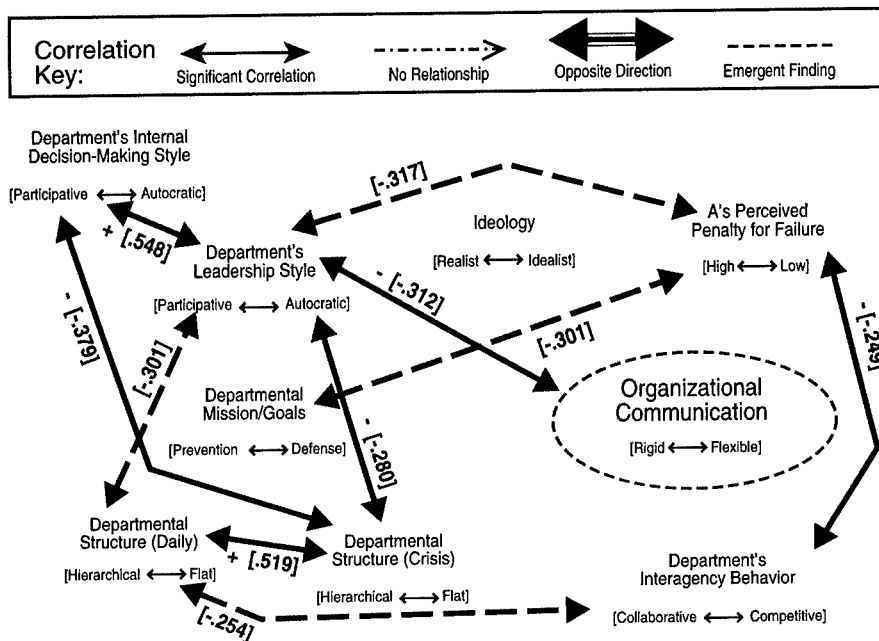 Correlation
Key:
Significant Correlation
No Relationship
Opposite Direction
Emergent Finding
Department's Internal
Decision-Making Style
[Participative Autocratic]
+ [.548]
Department's
Leadership Style
[Participative Autocratic]
[-.317]
Ideology
[Realist Idealist]
A's Perceived
Penalty for Failure
[High Low]
- [-.312]
- [-.379]
[-.301]
[-.301]
- [-.249]
Departmental
Mission/Goals
[Prevention Defense]
- [-.280]
Organizational
Communication
[Rigid Flexible]
Departmental
Structure (Daily)
[Hierarchical Flat]
+ [.519]
Departmental
Structure (Crisis)
[Hierarchical Flat]
[-.254]
Department's
Interagency Behavior
[Collaborative Competitive]